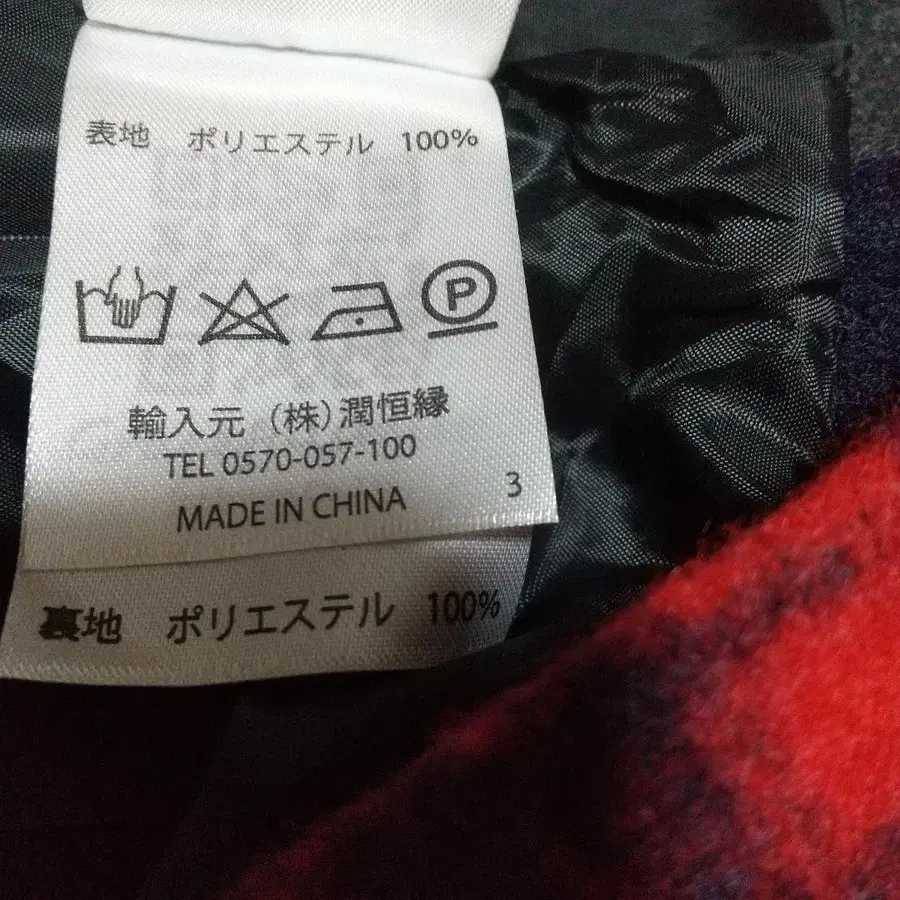 表地 ポリエステル 100%
P
輸入元 (株)潤恒縁
TEL 0570-057-100
MADE IN CHINA 3
裏地 ポリエステル 100%